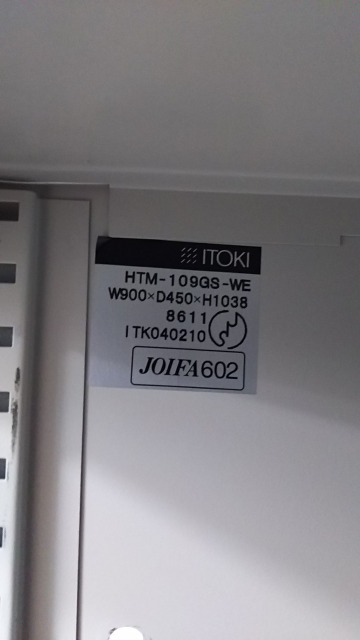 ITOKI
HTM-109GS-WE
W900×D450×H1038
8611
ITK040210
JOIFA602